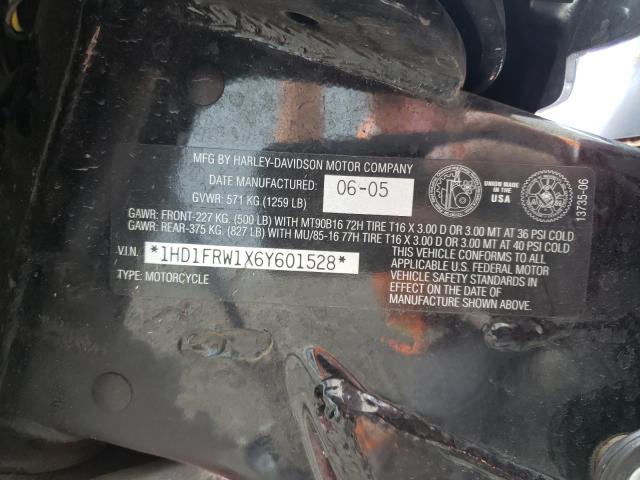 MFG BY HARLEY-DAVIDSON MOTOR COMPANY
DATE MANUFACTURED: 06-05
GVWR: 571 KG. (1259 LB)
GAWR: FRONT-227 KG. (500 LB) WITH MT90B16 72H TIRE T16 X 3.00 D OR 3.00 MT AT 36 PSI COLD
GAWR: REAR-375 KG. (827 LB) WITH MU/85-16 77H TIRE T16 X 3.00 D OR 3.00 MT AT 40 PSI COLD
V.I.N. *1HD1FRW1X6Y601528*
TYPE: MOTORCYCLE
THIS VEHICLE CONFORMS TO ALL
APPLICABLE U.S. FEDERAL MOTOR
VEHICLE SAFETY STANDARDS IN
EFFECT ON THE DATE OF
MANUFACTURE SHOWN ABOVE.
UNION MADE
IN THE
USA
13735-06